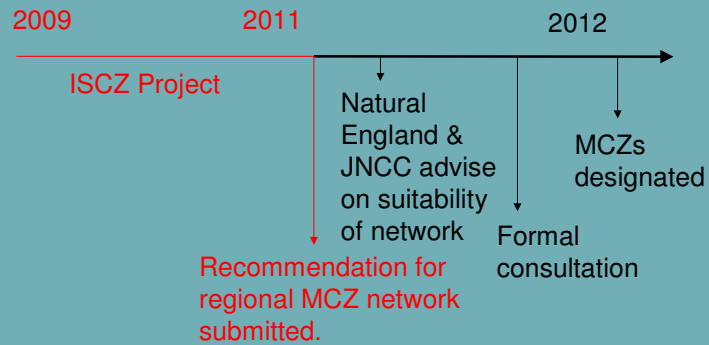 2009 2011 2012
ISCZ Project
Natural
England &
JNCC advise
on suitability
of network
Formal
consultation
MCZs
designated
Recommendation for
regional MCZ network
submitted.